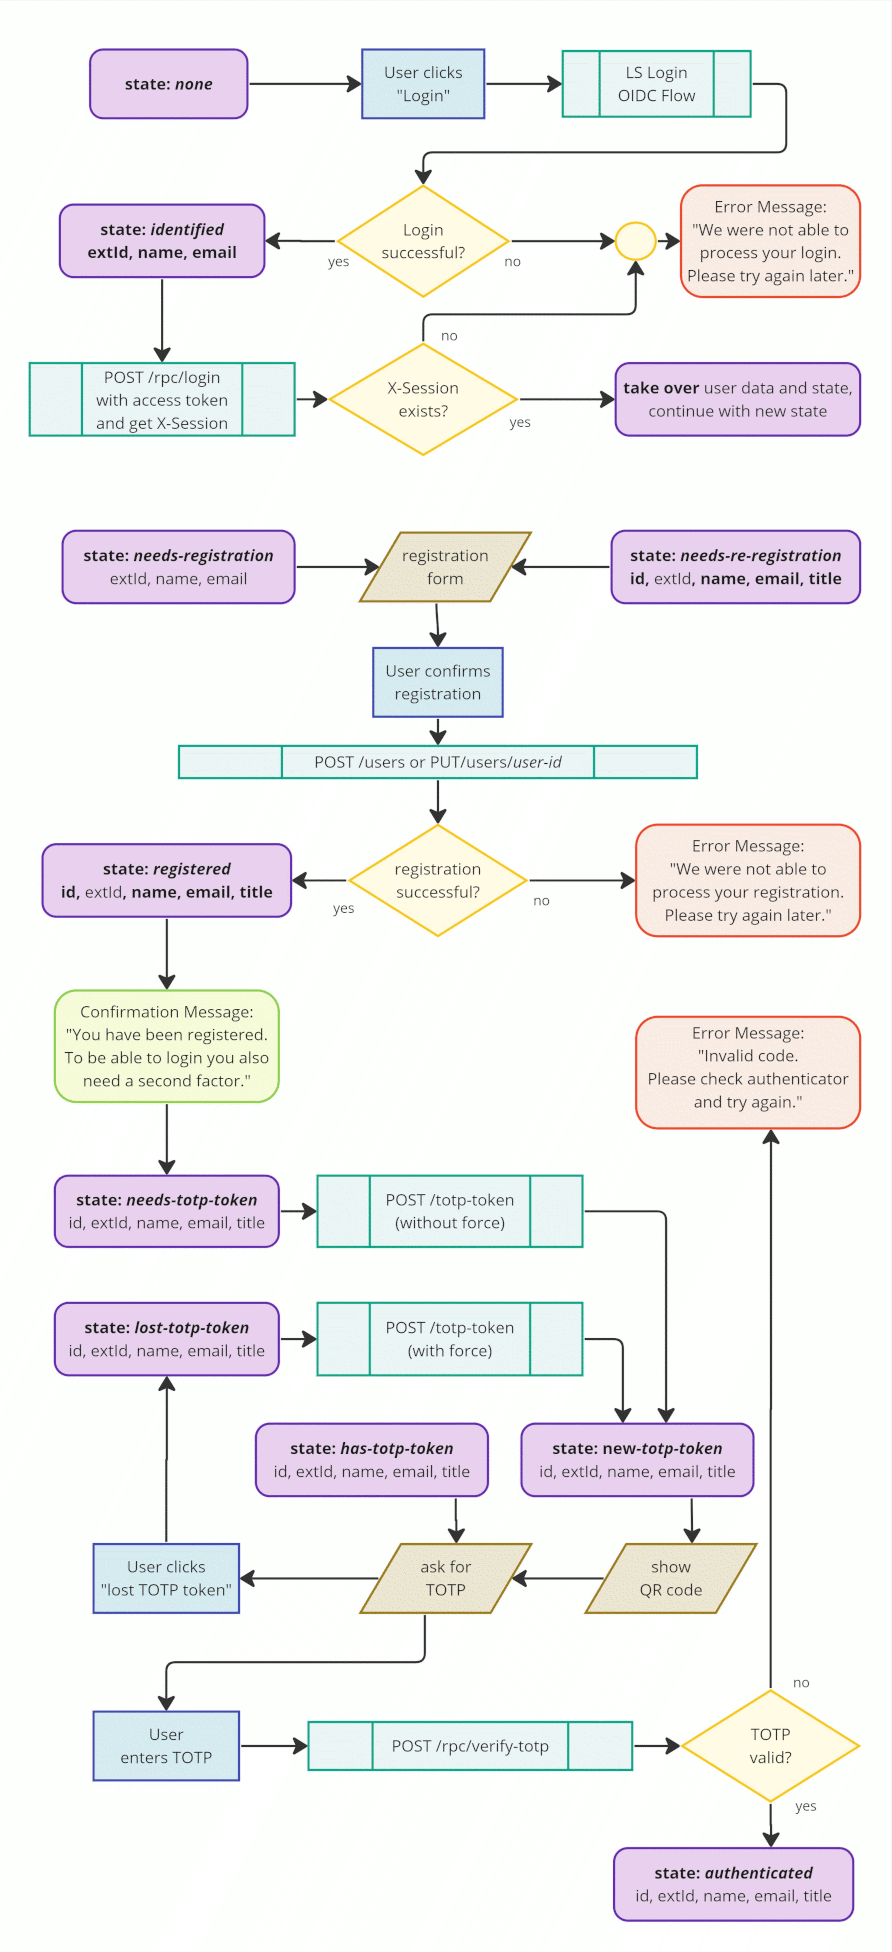 state: none
User clicks
"Login"
LS Login
OIDC Flow
Login
successful?
yes
no
state: identified
extId, name, email
Error Message:
"We were not able to
process your login.
Please try again later."
POST /rpc/login
with access token
and get X-Session
X-Session
exists?
no
yes
take over user data and state,
continue with new state
state: needs-registration
extId, name, email
registration
form
state: needs-re-registration
id, extId, name, email, title
User confirms
registration
POST /users or PUT/users/user-id
registration
successful?
yes
no
state: registered
id, extId, name, email, title
Error Message:
"We were not able to
process your registration.
Please try again later."
Confirmation Message:
"You have been registered.
To be able to login you also
need a second factor."
Error Message:
"Invalid code.
Please check authenticator
and try again."
state: needs-totp-token
id, extId, name, email, title
POST /totp-token
(without force)
state: lost-totp-token
id, extId, name, email, title
POST /totp-token
(with force)
state: has-totp-token
id, extId, name, email, title
state: new-totp-token
id, extId, name, email, title
User clicks
"lost TOTP token"
ask for
TOTP
show
QR code
User
enters TOTP
POST /rpc/verify-totp
TOTP
valid?
no
yes
state: authenticated
id, extId, name, email, title